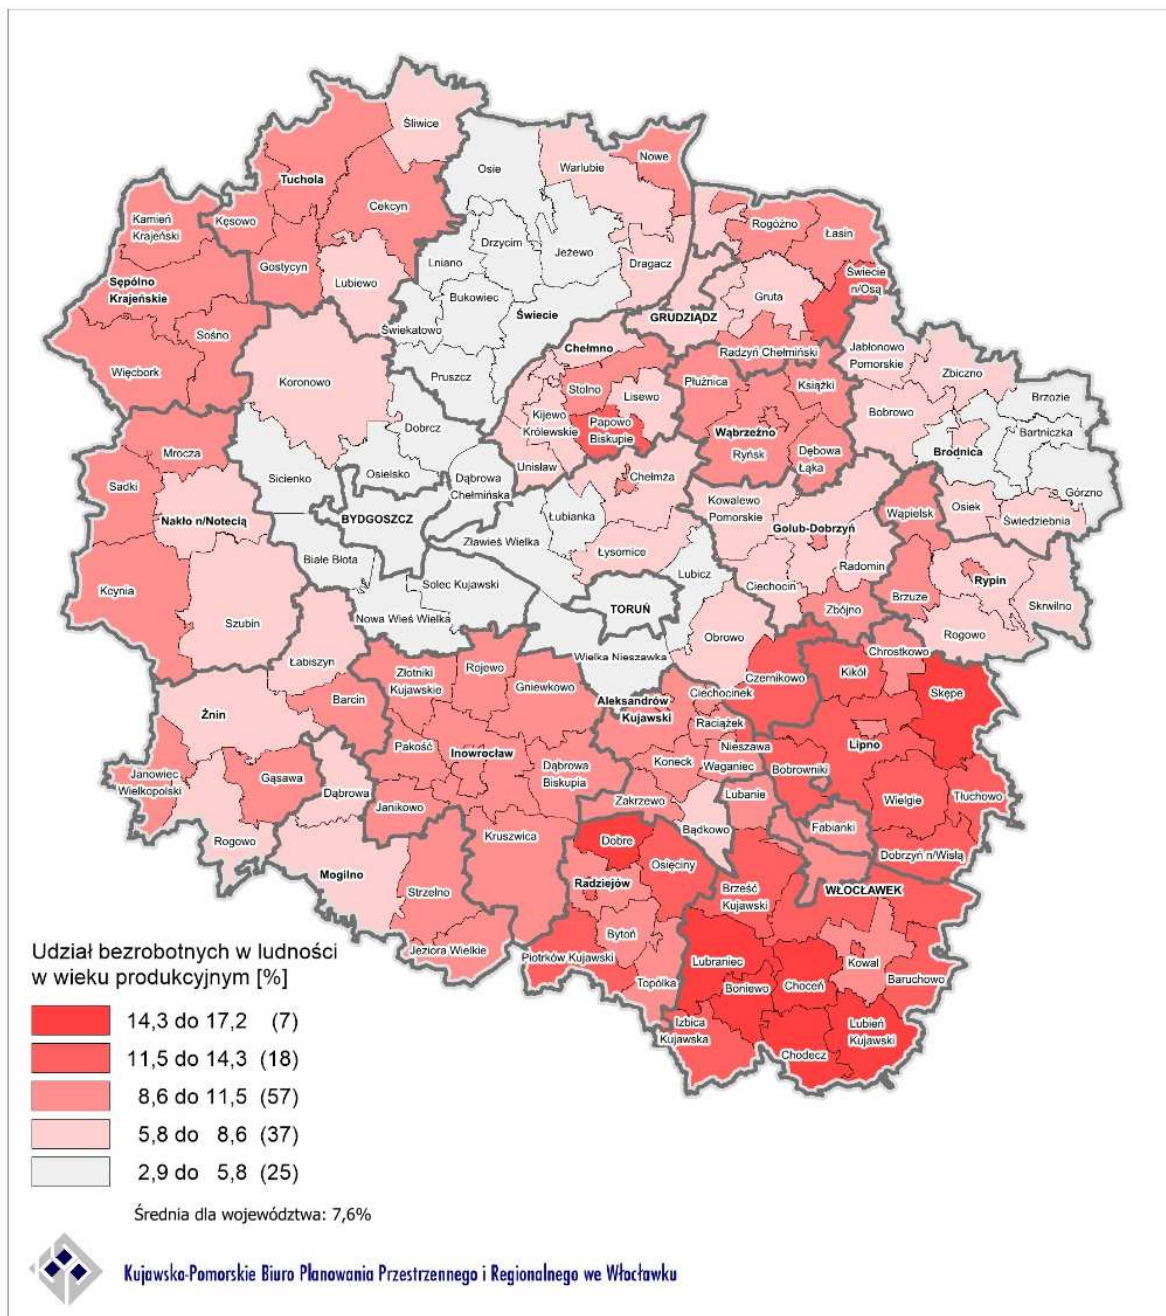 Śliwice
Osie
Warlubie
Nowe
Tuchola
Cekcyn
Kamień
Krajeński
Kęsowo
Rogóźno
Łasin
Drzycim
Jeżewo
Lniano
Dragacz
Gostycyn
Lubiewo
Sępólno
Krajeńskie
Świecie
n/Osą
Bukowiec
Gruta
Świecie
GRUDZIĄDZ
Świekatowo
Sośno
Chełmno
Jabłonowo
Pomorskie
Radzyń Chełmiński
Zbiczno
Więcbork
Koronowo
Pruszcz
Stolno
Płużnica
Książki
Lisewo
Brzozie
Bobrowo
Kijewo
Królewskie
Papowo
Biskupie
Dobrcz
Wąbrzeźno
Bartniczka
Mrocza
Ryńsk
Dębowa
Łąka
Brodnica
Osielsko
Unisław
Sicienko
Dąbrowa
Chełmińska
Chełmża
Sadki
Górzno
Kowalewo
Pomorskie
Wąpielsk
Osiek
Nakło n/Notecią
BYDGOSZCZ
Łubianka
Golub-Dobrzyń
Świedziebnia
Zławieś Wielka
Łysomice
Białe Błota
Radomin
Lubicz
Rypin
Solec Kujawski
Ciechocin
Kcynia
Brzuze
TORUŃ
Skrwilno
Nowa Wieś Wielka
Zbójno
Szubin
Rogowo
Obrowo
Wielka Nieszawka
Chrostkowo
Łabiszyn
Złotniki
Kujawskie
Rojewo
Czernikowo
Kikół
Gniewkowo
Ciechocinek
Skępe
Barcin
Aleksandrów
Kujawski
Żnin
Raciążek
Pakość
Inowrocław
Nieszawa
Lipno
Koneck
Waganiec
Dąbrowa
Biskupia
Bobrowniki
Janowiec
Wielkopolski
Gąsawa
Dąbrowa
Lubanie
Wielgie
Tłuchowo
Janikowo
Zakrzewo
Bądkowo
Fabianki
Kruszwica
Dobre
Rogowo
Dobrzyń n/Wisłą
Osięciny
Mogilno
Radziejów
Brześć
Kujawski
WŁOCŁAWEK
Strzelno
Bytoń
Jeziora Wielkie
Piotrków Kujawski
Lubraniec
Kowal
Topólka
Baruchowo
Boniewo
Choceń
Izbica
Kujawska
Lubień
Kujawski
Chodecz
Udział bezrobotnych w ludności
w wieku produkcyjnym [%]
14,3 do 17,2 (7)
11,5 do 14,3 (18)
8,6 do 11,5 (57)
5,8 do 8,6 (37)
2,9 do 5,8 (25)
Średnia dla województwa: 7,6%
Kujawsko-Pomorskie Biuro Planowania Przestrzennego i Regionalnego we Włocławku